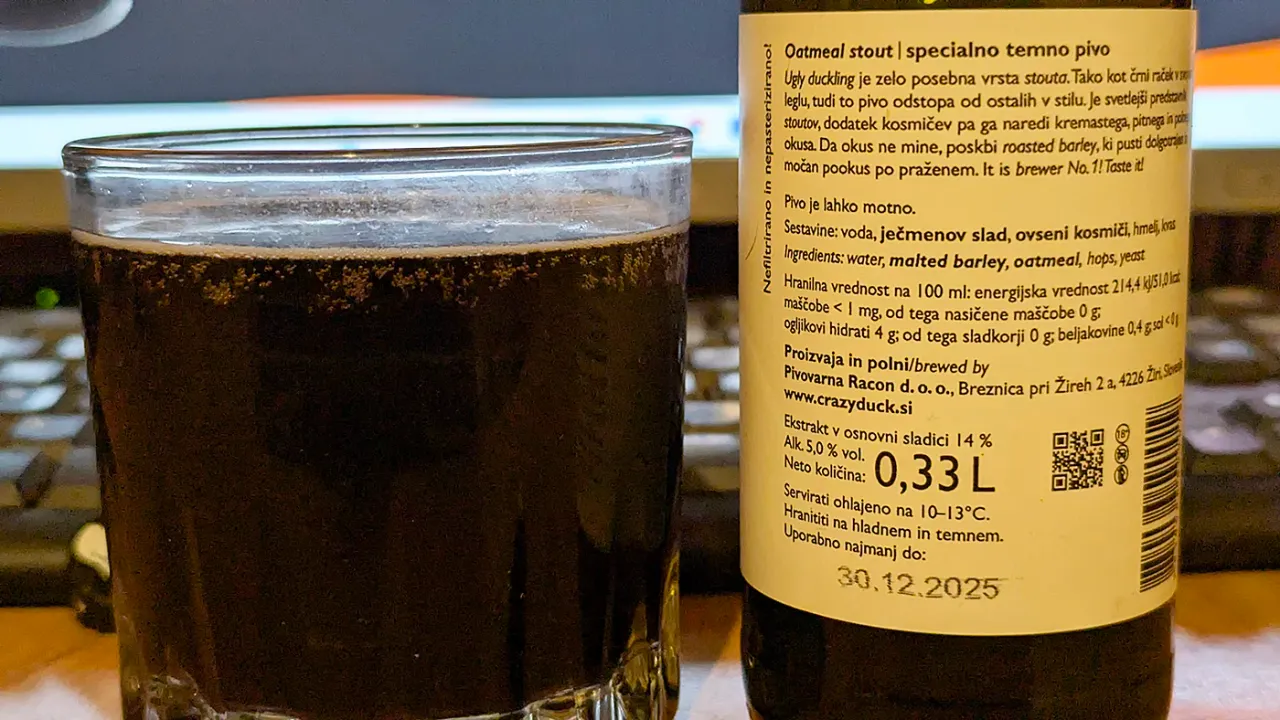 Nefiltrirano in nepasterizirano!
Oatmeal stout | specialno temno pivo
Ugly duckling je zelo posebna vrsta stouta. Tako kot črni raček v
leglu, tudi to pivo odstopa od ostalih v stilu. Je svetlejši predstavnik
stoutov, dodatek kosmičev pa ga naredi kremastega, pitnega in
okusa. Da okus ne mine, poskbi roasted barley, ki pusti dolgotrajen
močan pookus po praženem. It is brewer No. 1! Taste it!
Pivo je lahko motno.
Sestavine: voda, ječmenov slad, ovseni kosmiči, hmelj, kvas
Ingredients: water, malted barley, oatmeal, hops, yeast
Hranilna vrednost na 100 ml: energijska vrednost 214,4 kJ/51,0 kcal
maščobe < 1 mg, od tega nasičene maščobe 0 g;
ogljikovi hidrati 4 g; od tega sladkorji 0 g; beljakovine 0,4 g; sol <
Proizvaja in polni/brewed by
Pivovarna Racon d. o. o., Breznica pri Žireh 2 a, 4226 Žiri, Slovenija
www.crazyduck.si
Ekstrakt v osnovni sladici 14 %
Alk. 5,0 % vol.
Neto količina: 0,33 L
Servirati ohlajeno na 10–13°C.
Hranititi na hladnem in temnem.
Uporabno najmanj do:
30.12.2025
18+